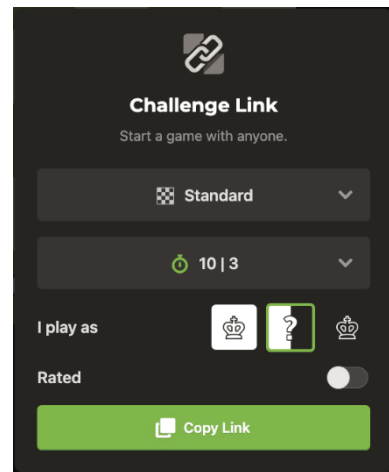 Challenge Link
Start a game with anyone.
Standard
10 | 3
I play as
?
Rated
Copy Link